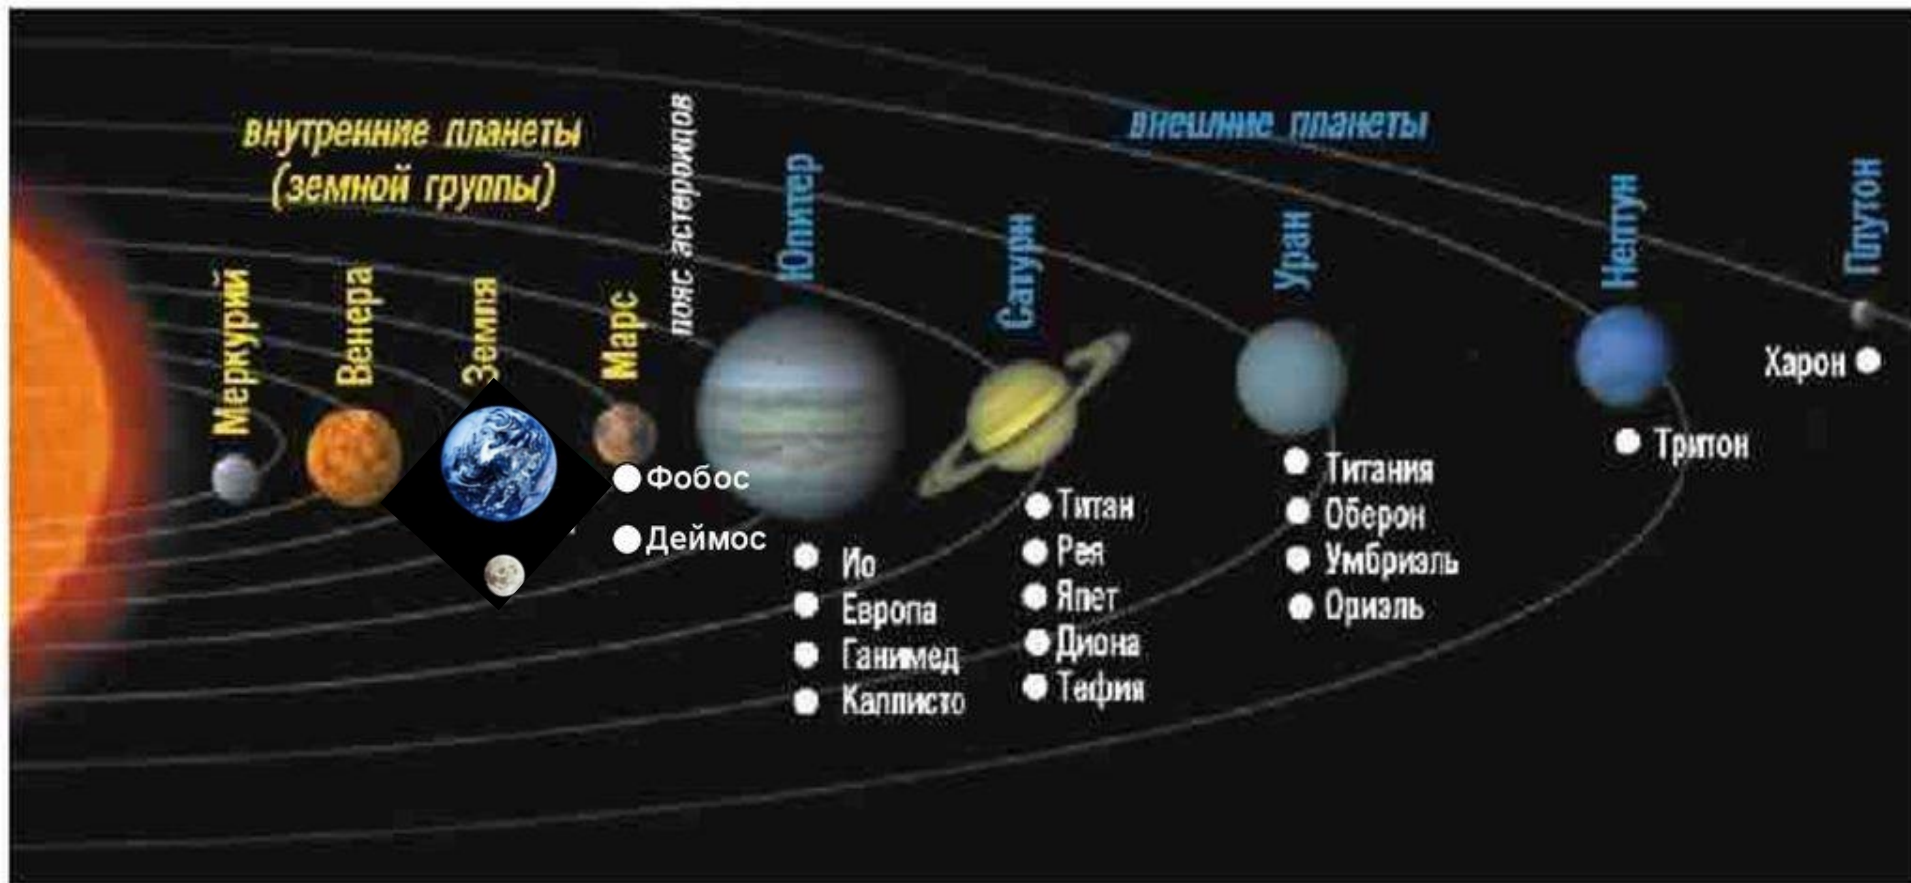 внутренние планеты
(земной группы)
внешние планеты
Меркурий
Венера
Земля
Марс
пояс астероидов
Юпитер
Сатурн
Уран
Нептун
Плутон
Фобос
Деймос
Ио
Европа
Ганимед
Каллисто
Титан
Рея
Япет
Диона
Тефия
Титания
Оберон
Умбриэль
Ориэль
Тритон
Харон